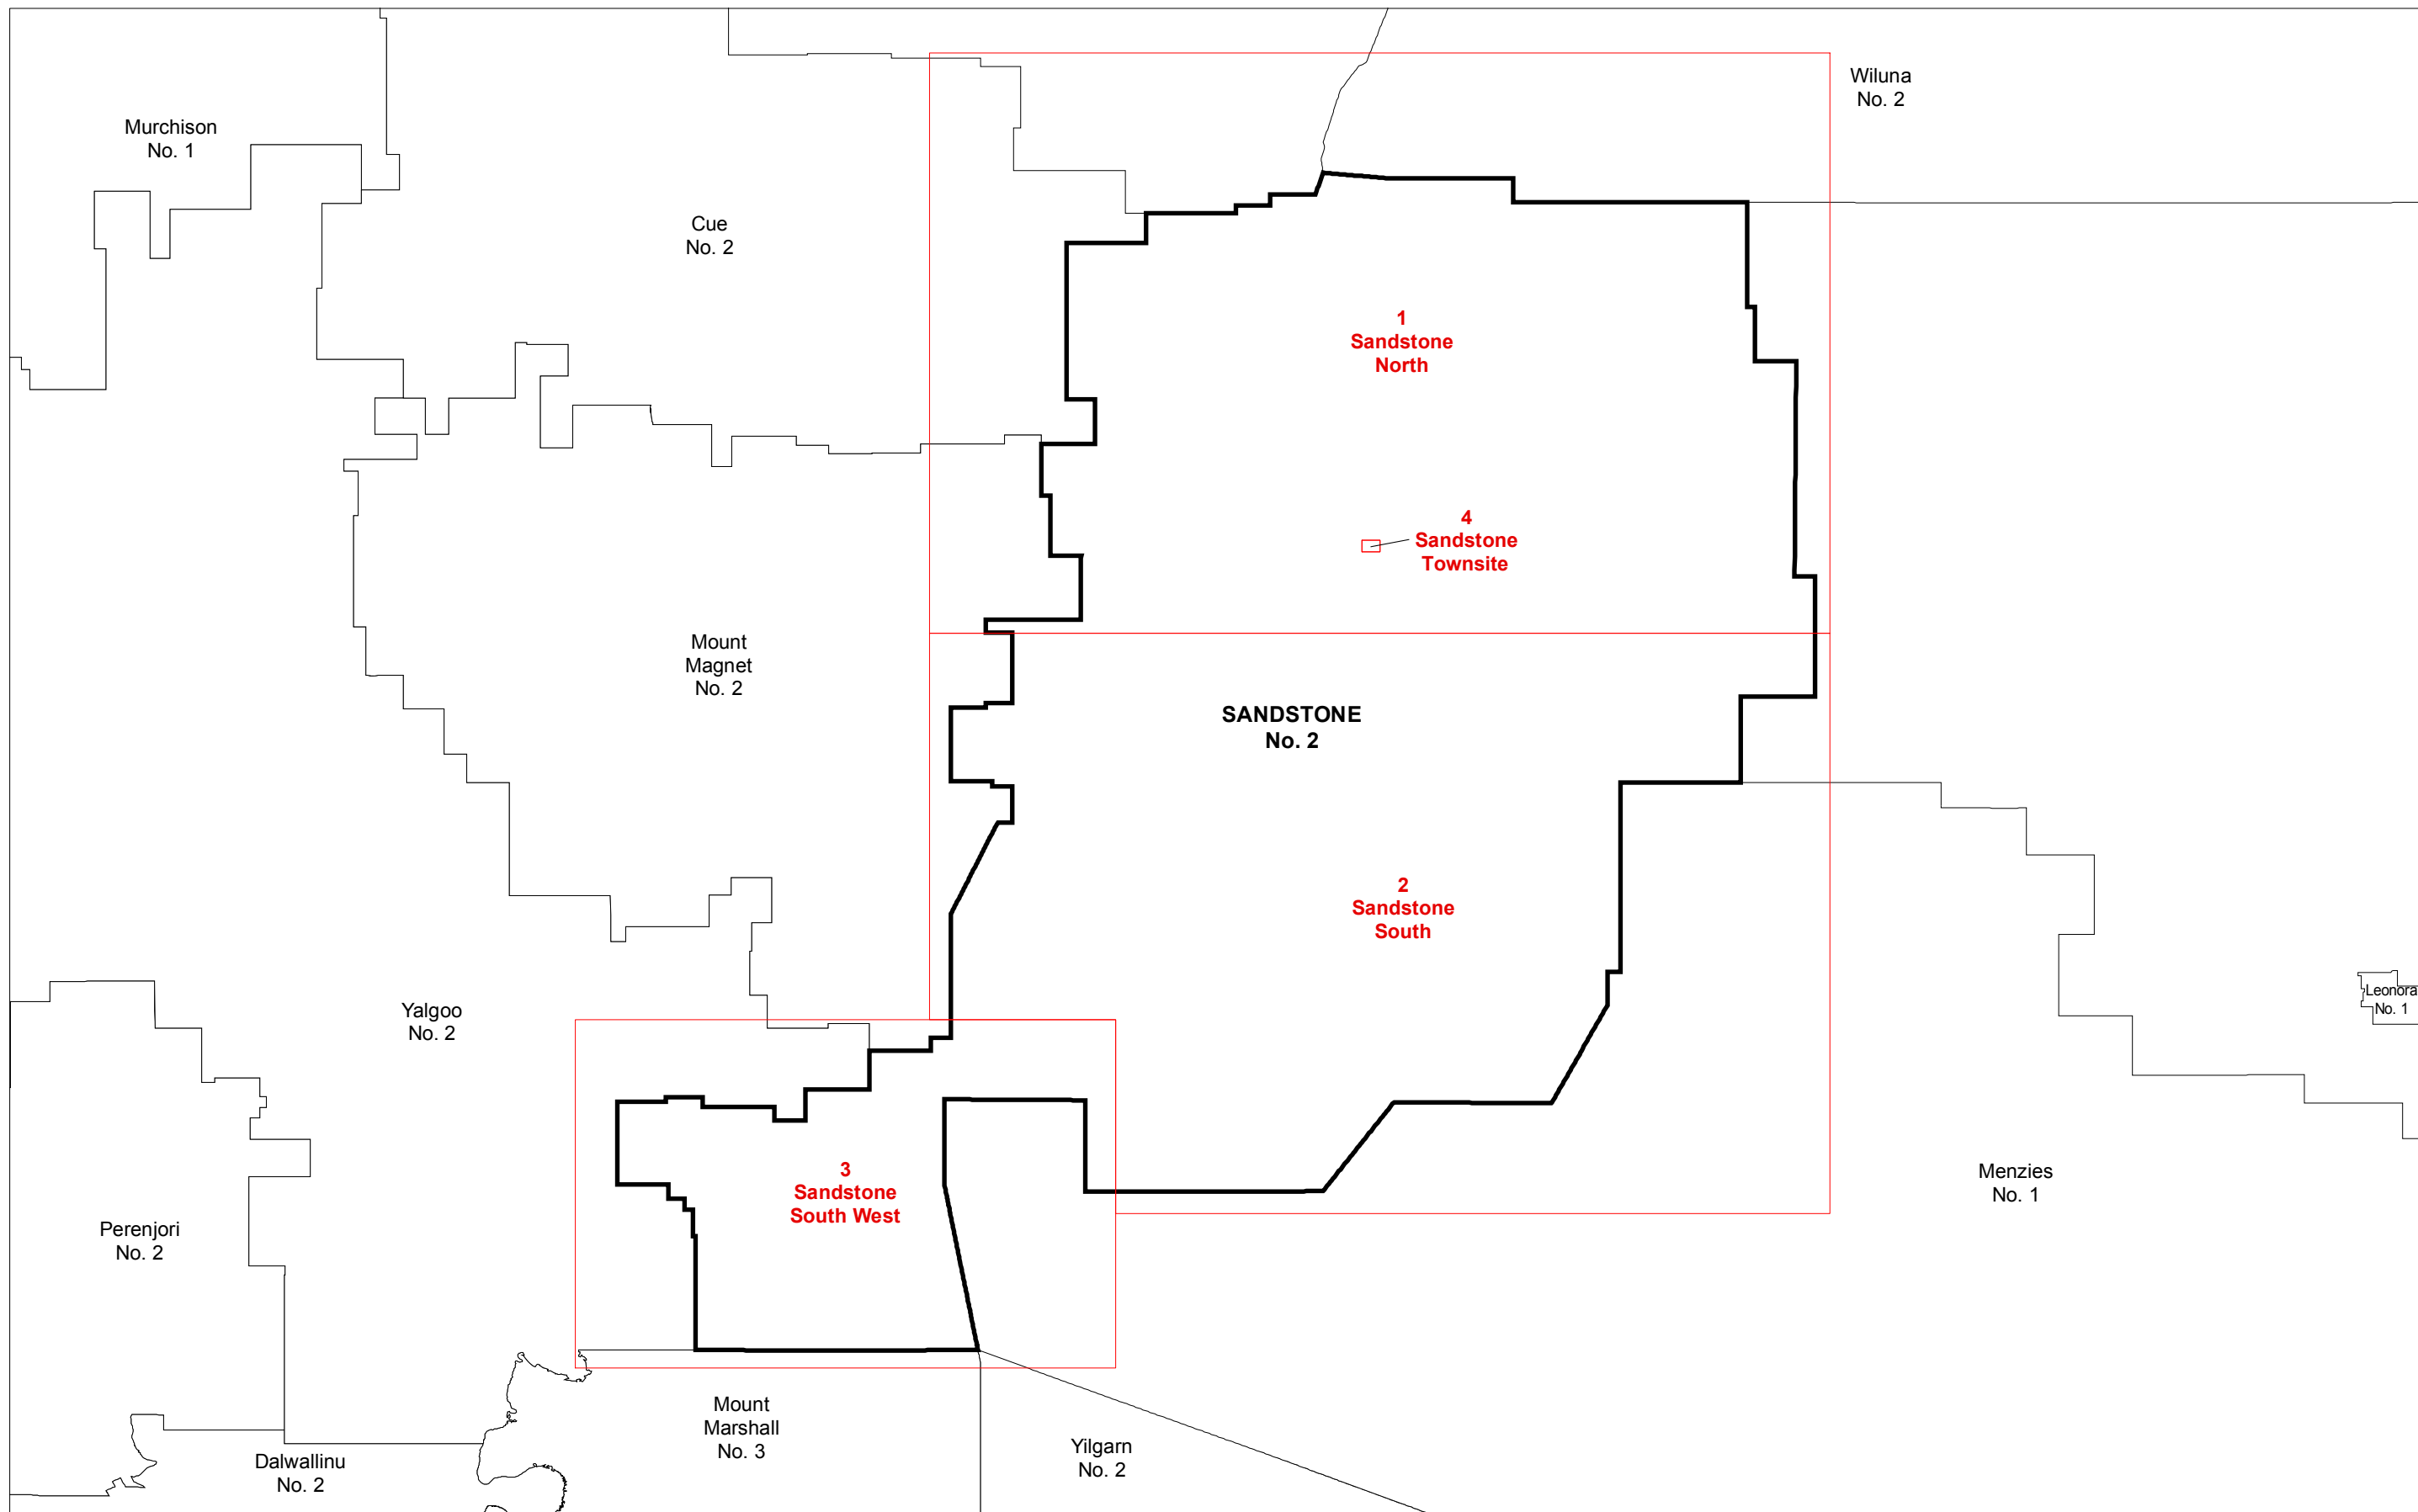 Wiluna
No. 2
Murchison
No. 1
Cue
No. 2
1
Sandstone
North
4
Sandstone
Townsite
Mount
Magnet
No. 2
SANDSTONE
No. 2
2
Sandstone
South
Leonora
No. 1
Yalgoo
No. 2
3
Sandstone
South West
Menzies
No. 1
Perenjori
No. 2
Mount
Marshall
No. 3
Yilgarn
No. 2
Dalwallinu
No. 2